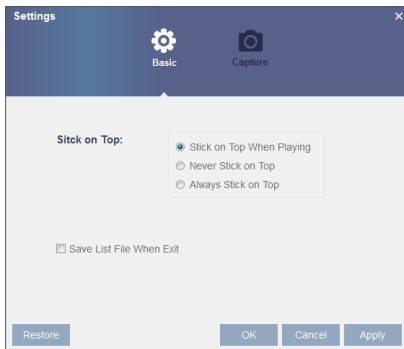 Settings
Basic
Capture
Sitck on Top:
Stick on Top When Playing
Never Stick on Top
Always Stick on Top
Save List File When Exit
Restore
OK
Cancel
Apply